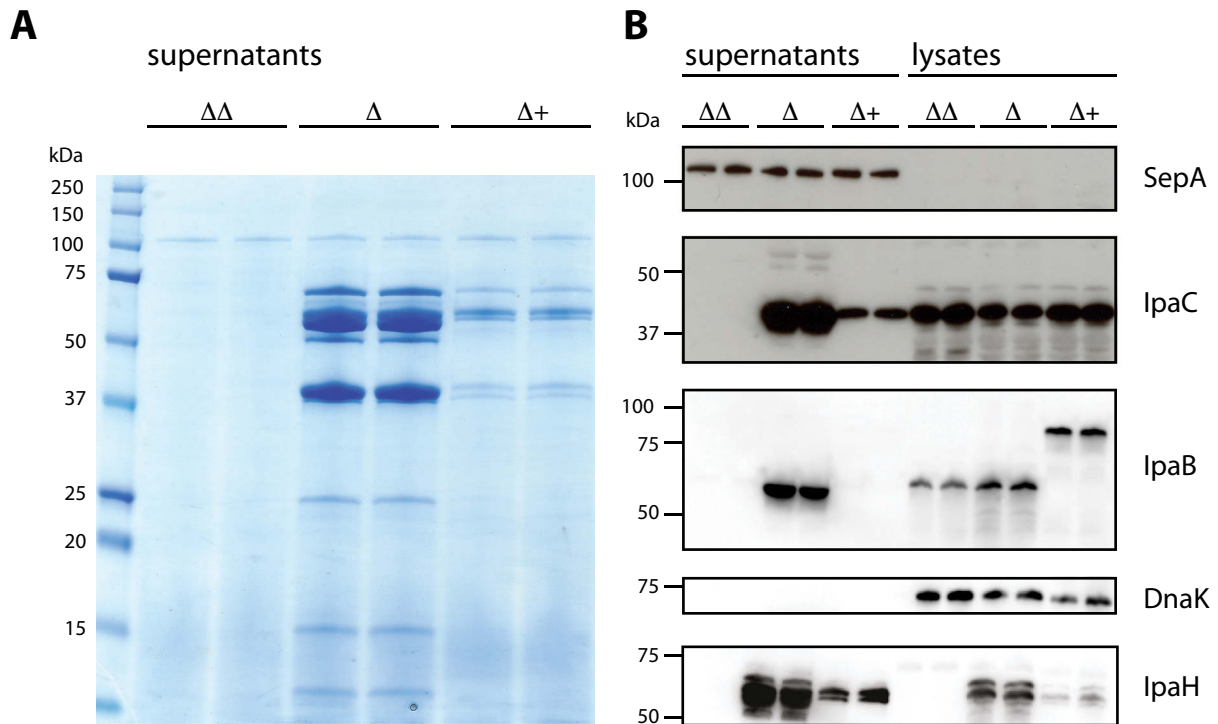 A
supernatants
ΔΔ Δ Δ+
kDa
250
150
100
75
50
37
25
20
15
B
supernatants lysates
kDa ΔΔ Δ Δ+ ΔΔ Δ Δ+
100 SepA
50
37
IpaC
100
75
50
IpaB
75 DnaK
75
50
IpaH